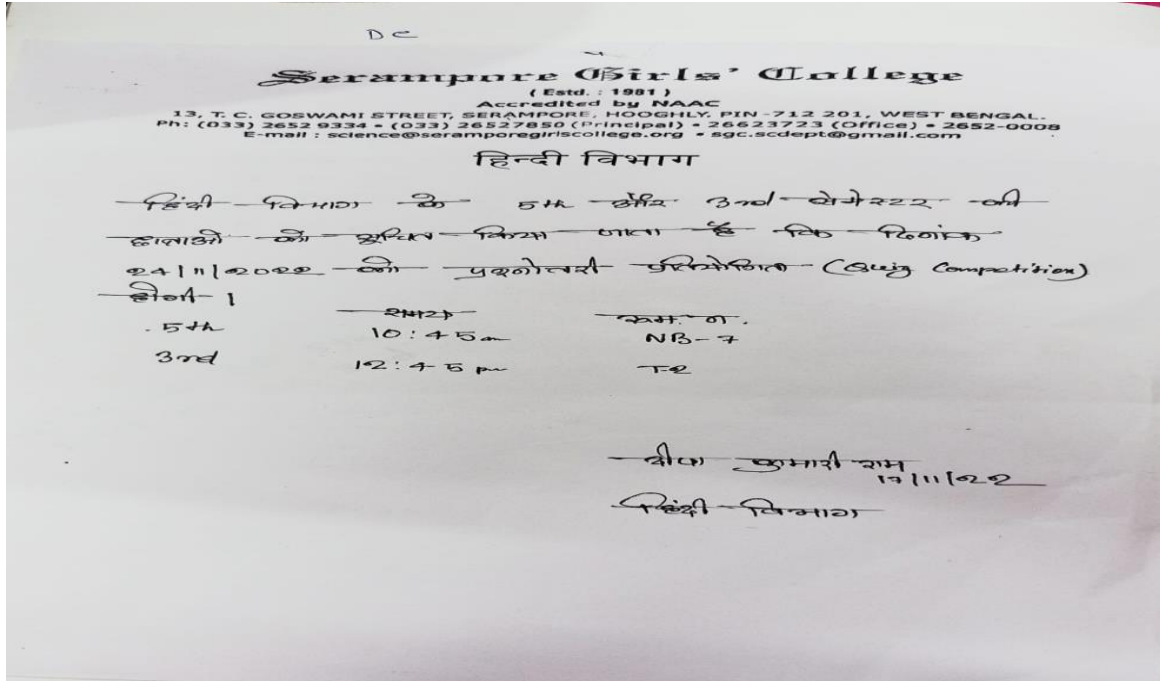 DC
Serampore Girls' College
( Estd. : 1981 )
Accredited by NAAC
13, T. C. GOSWAMI STREET, SERAMPORE, HOOGHLY. PIN -712 201, WEST BENGAL.
Ph: (033) 2652 9334 • (033) 26527850 (Principal) • 26623723 (Office) • 2652-0008
E-mail : science@seramporegirlscollege.org • sgc.scdept@gmail.com
हिन्दी विभाग
हिंदी विभाग के 5th और 3rd सेमेस्टर की
छात्राओं को सूचित किया जाता है कि दिनांक
24/11/2022 को प्रश्नोत्तरी प्रतियोगिता (Quiz Competition)
होगी।
समय रूम. न.
5th 10:45am NB-7
3rd 12:45 pm T2
दीपा कुमारी राम
17/11/22
हिंदी विभाग